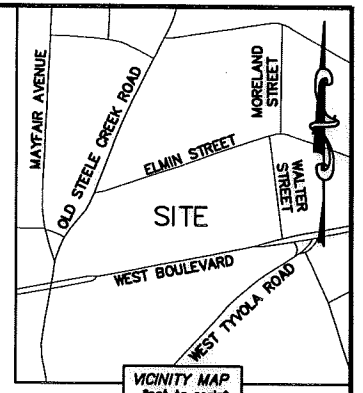 MAYFAIR AVENUE
OLD STEELE CREEK ROAD
MORELAND
STREET
ELMIN STREET
WALTER
STREET
SITE
WEST BOULEVARD
WEST TYVOLA ROAD
VICINITY MAP